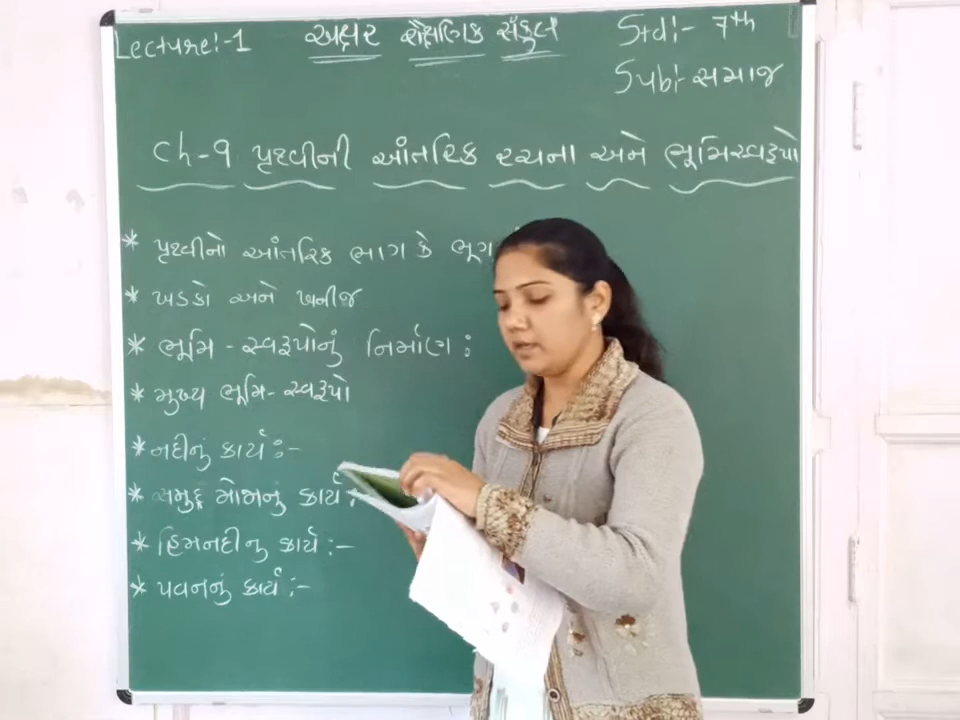 Lecture:-1 અક્ષર શૈક્ષણિક સંકુલ Std:- 7th
Sub:- સમાજ
Ch-9 પૃથ્વીની આંતરિક રચના અને ભૂમિસ્વરૂપો
* પૃથ્વીનો આંતરિક ભાગ કે
* ખડકો અને ખનીજ
* ભૂમિ - સ્વરૂપોનું નિર્માણ :
* મુખ્ય ભૂમિ - સ્વરૂપો
* નદીનું કાર્ય :-
* સમુદ્ર મોજાનું કાર્ય :
* હિમનદીનુ કાર્ય :-
* પવનનું કાર્ય :-